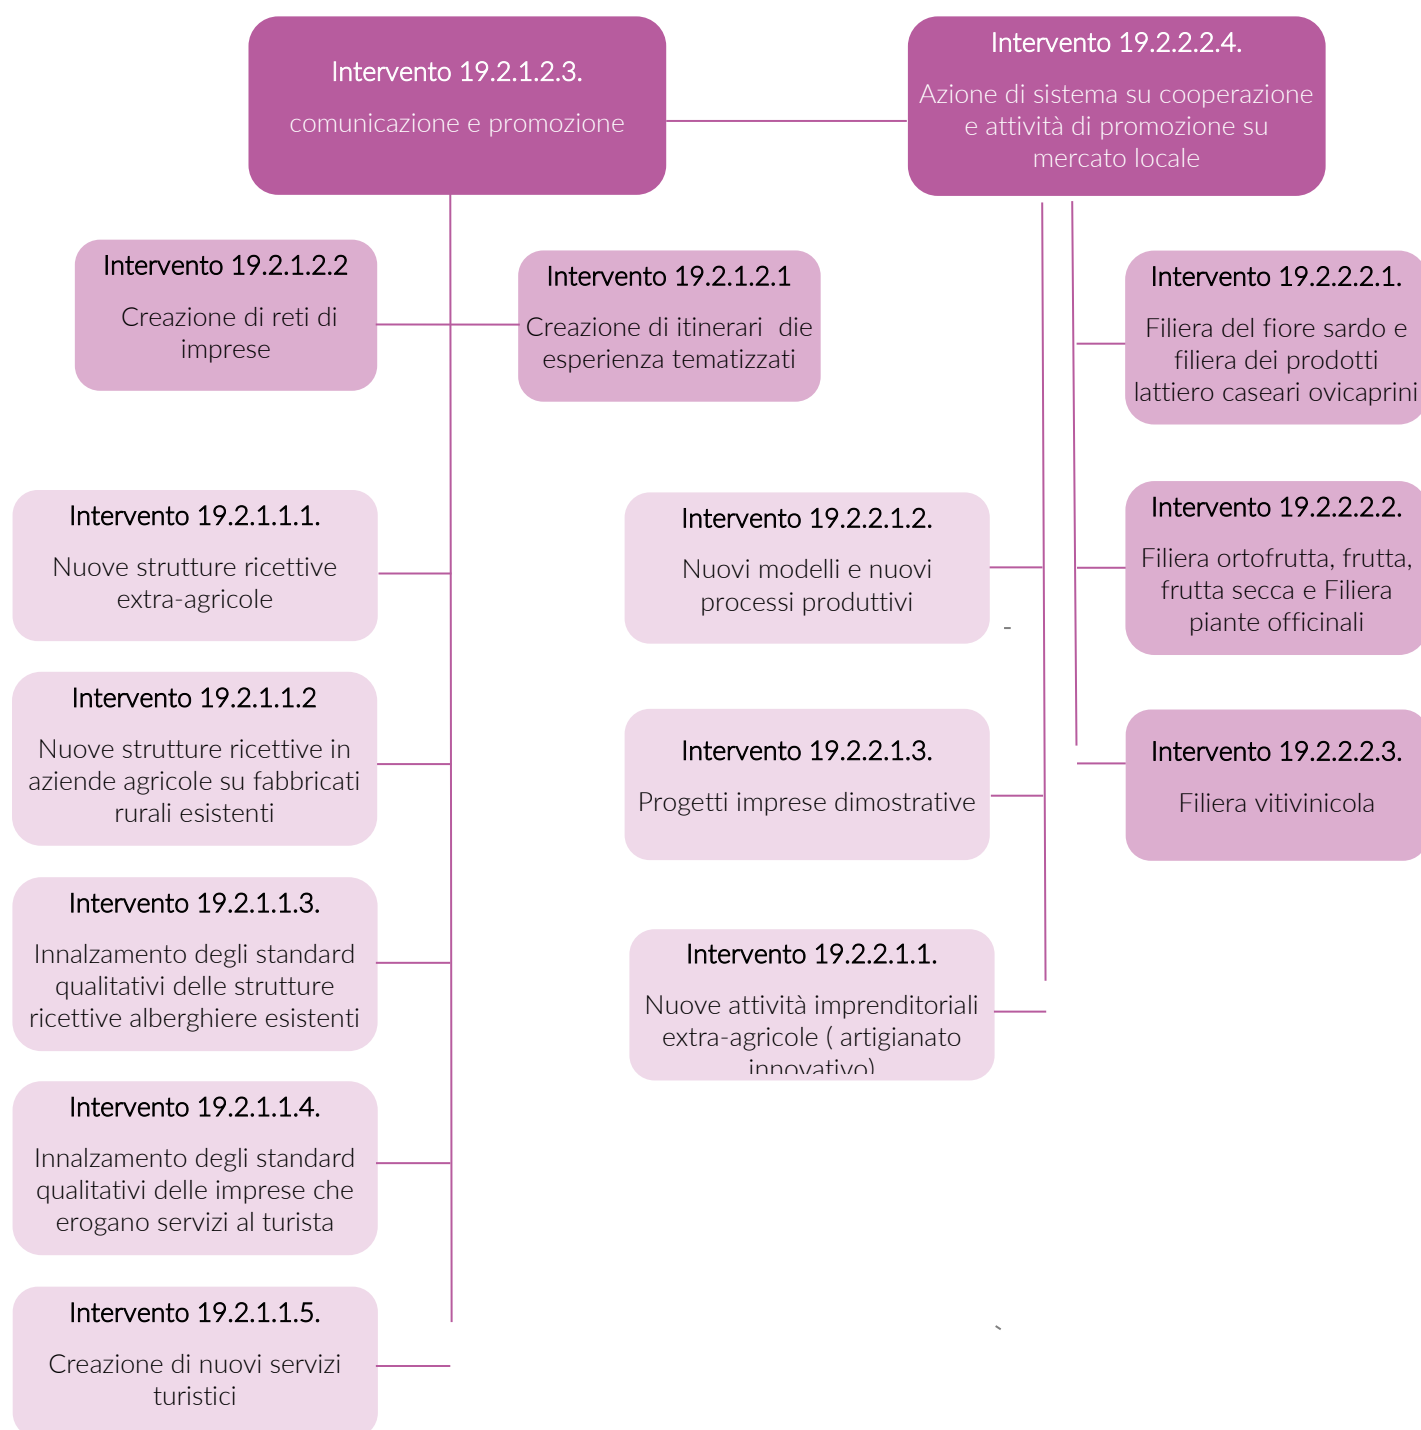 Intervento 19.2.1.2.3.
comunicazione e promozione
Intervento 19.2.2.2.4.
Azione di sistema su cooperazione
e attività di promozione su
mercato locale
Intervento 19.2.1.2.2
Creazione di reti di
imprese
Intervento 19.2.1.2.1
Creazione di itinerari  die
esperienza tematizzati
Intervento 19.2.2.2.1.
Filiera del fiore sardo e
filiera dei prodotti
lattiero caseari ovicaprini
Intervento 19.2.1.1.1.
Nuove strutture ricettive
extra-agricole
Intervento 19.2.2.1.2.
Nuovi modelli e nuovi
processi produttivi
Intervento 19.2.2.2.2.
Filiera ortofrutta, frutta,
frutta secca e Filiera
piante officinali
Intervento 19.2.1.1.2
Nuove strutture ricettive in
aziende agricole su fabbricati
rurali esistenti
Intervento 19.2.2.1.3.
Progetti imprese dimostrative
Intervento 19.2.2.2.3.
Filiera vitivinicola
Intervento 19.2.1.1.3.
Innalzamento degli standard
qualitativi delle strutture
ricettive alberghiere esistenti
Intervento 19.2.2.1.1.
Nuove attività imprenditoriali
extra-agricole ( artigianato
innovativo)
Intervento 19.2.1.1.4.
Innalzamento degli standard
qualitativi delle imprese che
erogano servizi al turista
Intervento 19.2.1.1.5.
Creazione di nuovi servizi
turistici